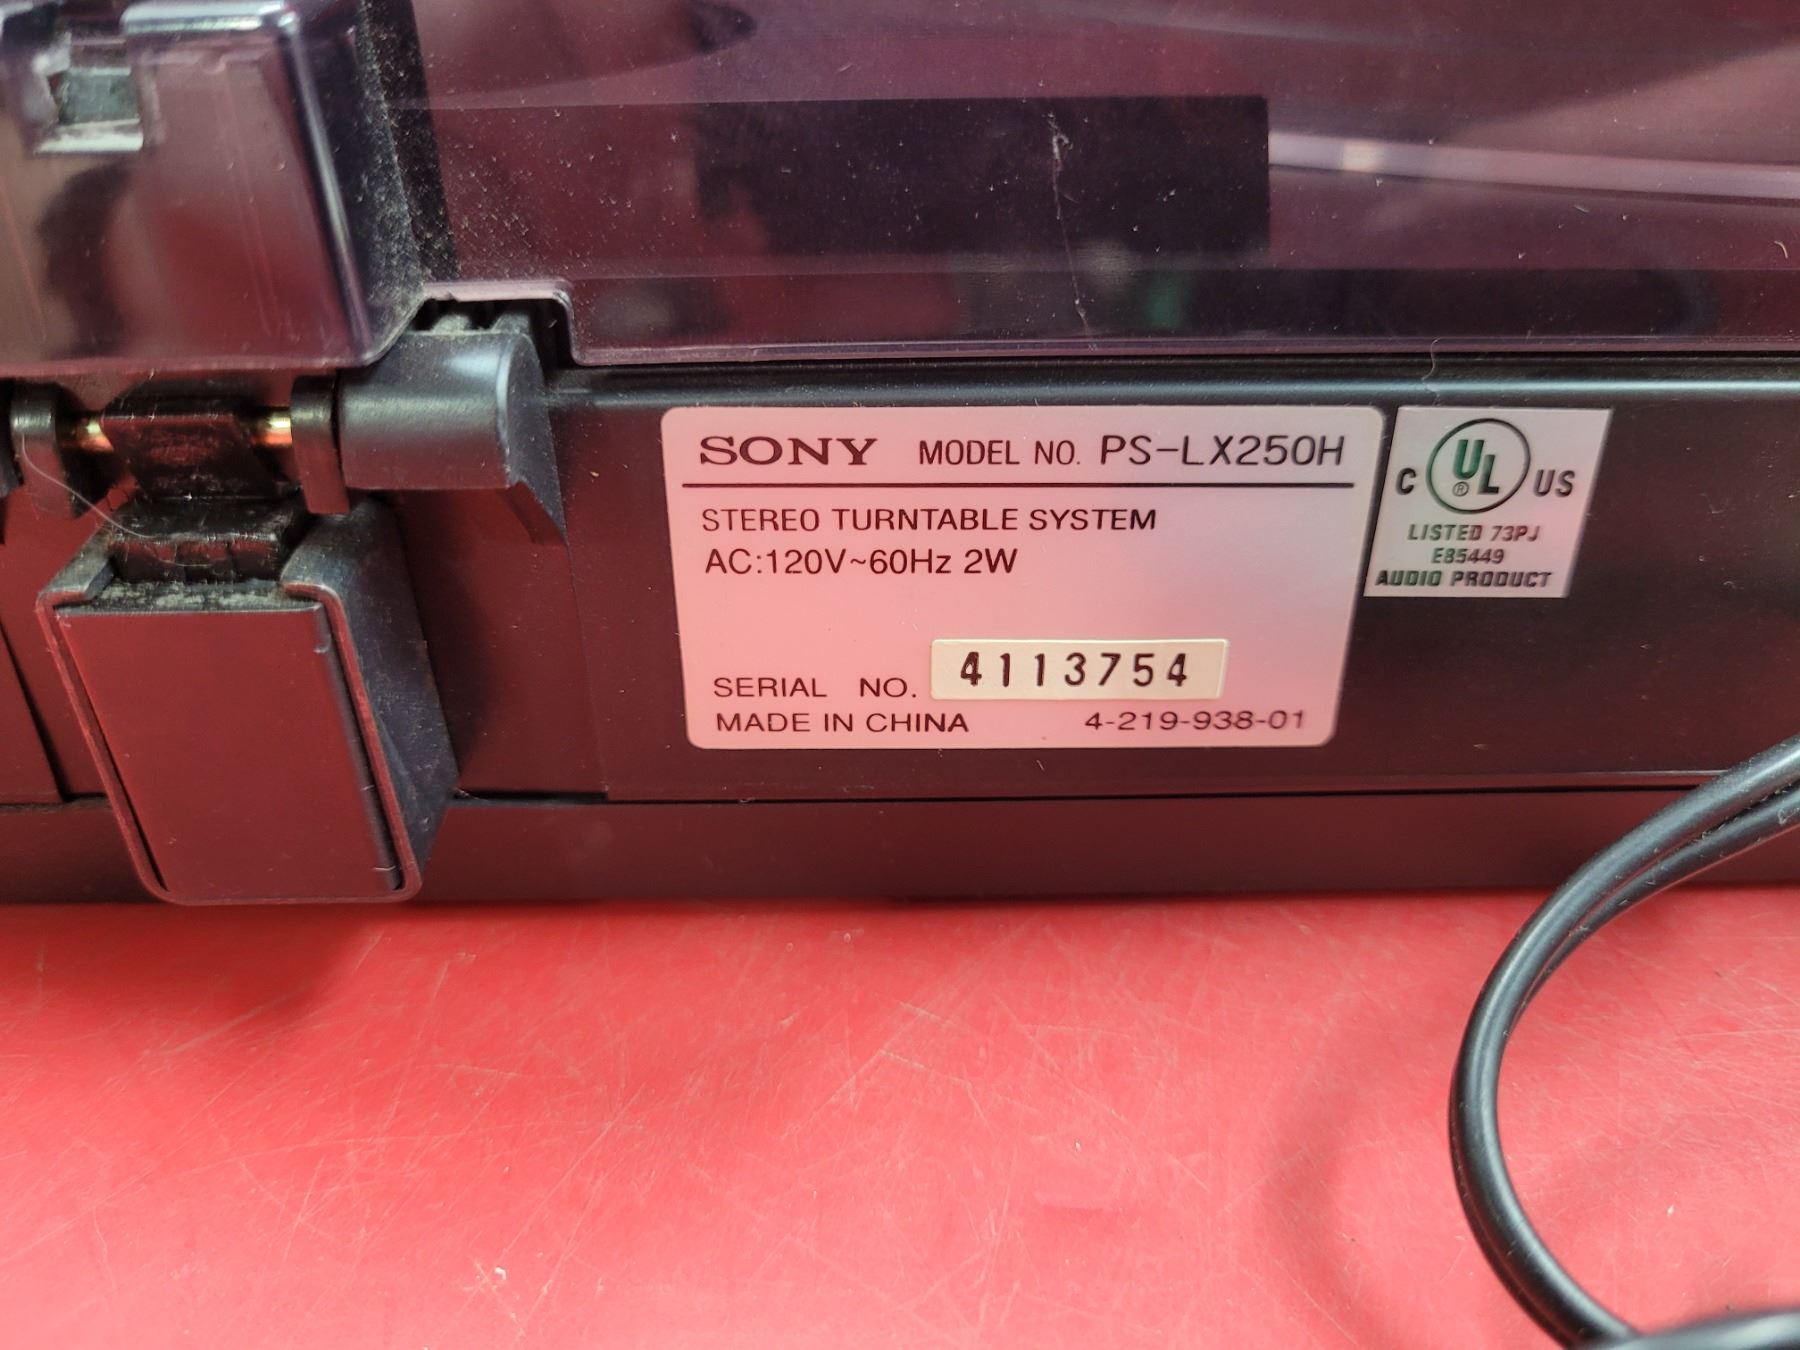 SONY MODEL NO. PS-LX250H
STEREO TURNTABLE SYSTEM
AC:120V~60Hz 2W
SERIAL NO. 4113754
MADE IN CHINA 4-219-938-01
C UL ® US
LISTED 73PJ
E85449
AUDIO PRODUCT